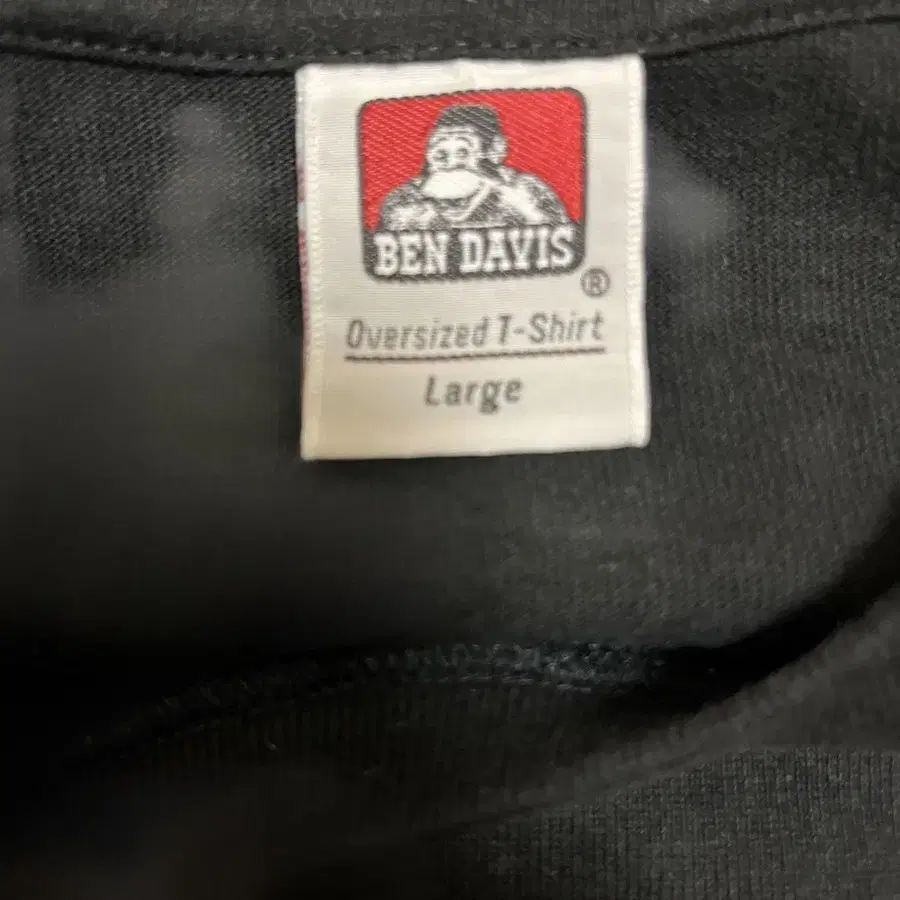 BEN DAVIS
®
Oversized T-Shirt
Large